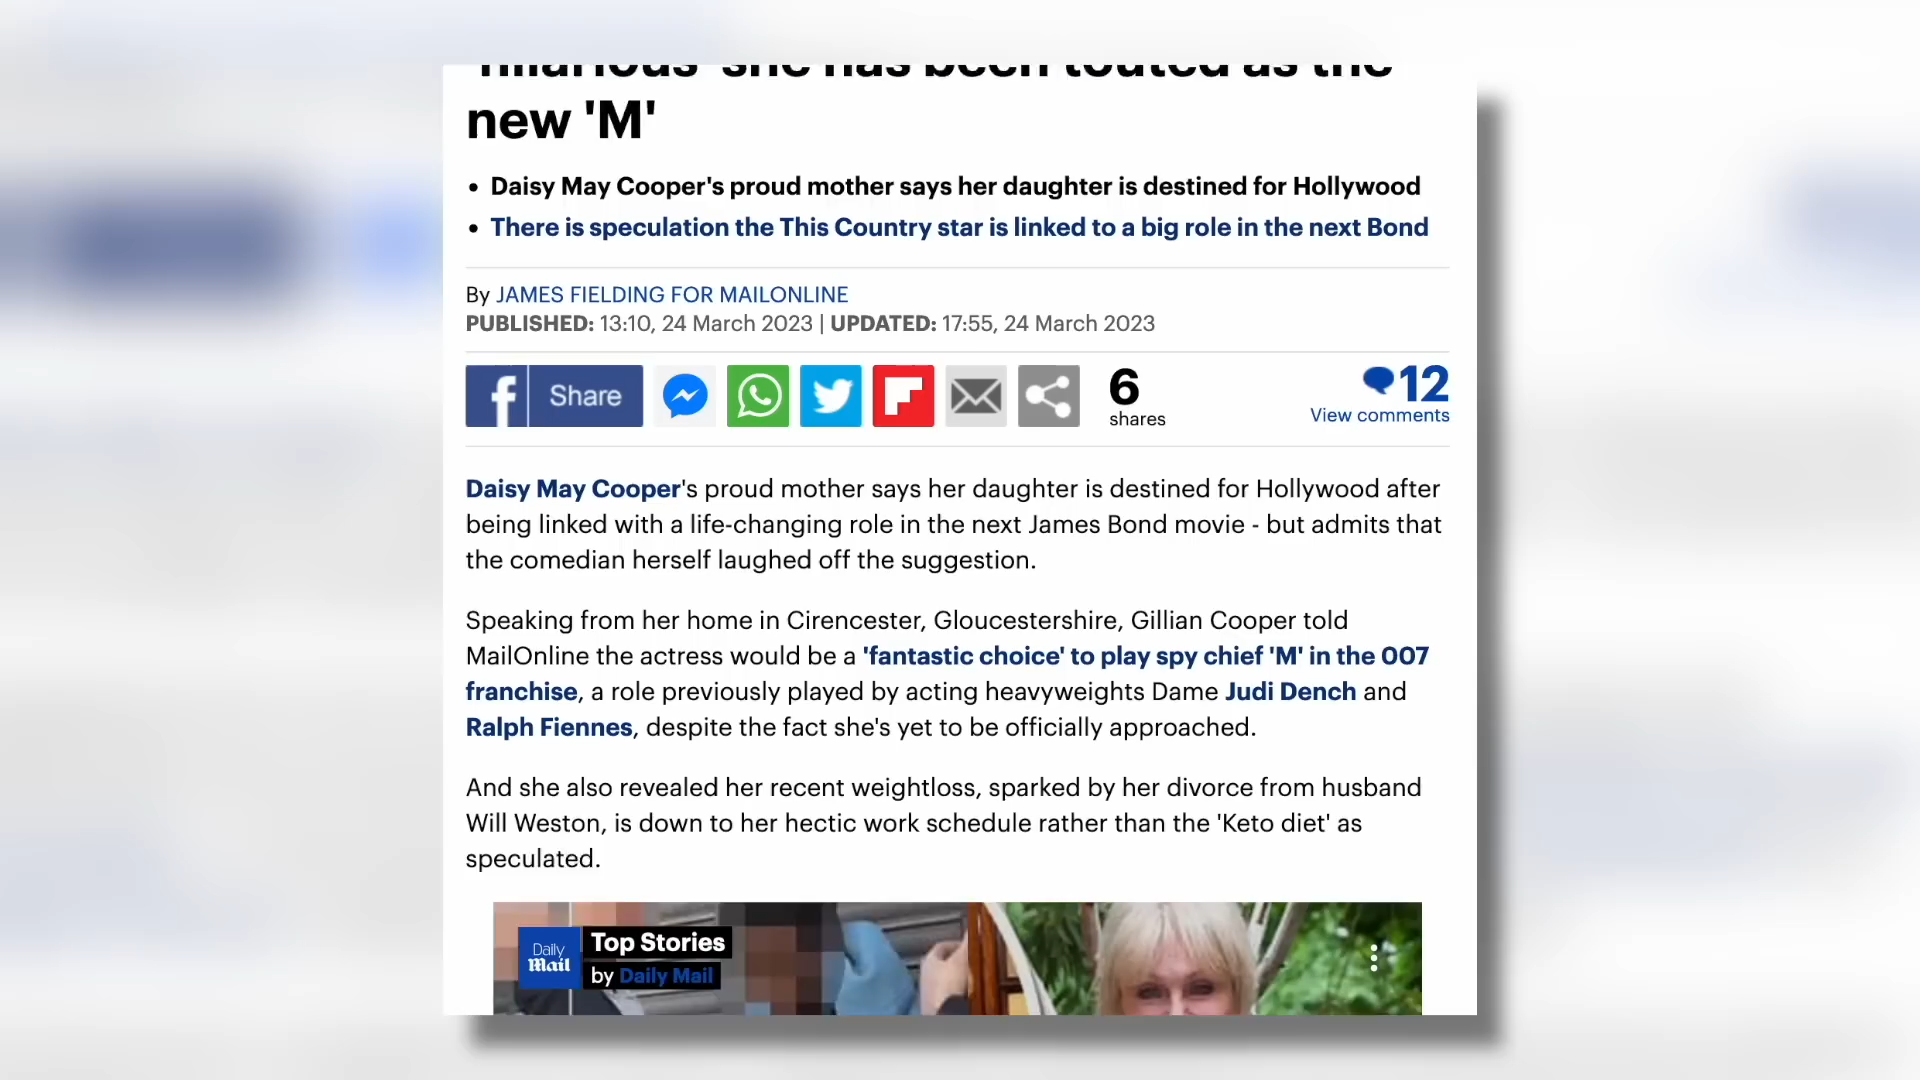 'hilarious' she has been touted as the
new 'M'
• Daisy May Cooper's proud mother says her daughter is destined for Hollywood
• There is speculation the This Country star is linked to a big role in the next Bond
By JAMES FIELDING FOR MAILONLINE
PUBLISHED: 13:10, 24 March 2023 | UPDATED: 17:55, 24 March 2023
f Share
6
shares
12
View comments
Daisy May Cooper's proud mother says her daughter is destined for Hollywood after
being linked with a life-changing role in the next James Bond movie - but admits that
the comedian herself laughed off the suggestion.
Speaking from her home in Cirencester, Gloucestershire, Gillian Cooper told
MailOnline the actress would be a 'fantastic choice' to play spy chief 'M' in the 007
franchise, a role previously played by acting heavyweights Dame Judi Dench and
Ralph Fiennes, despite the fact she's yet to be officially approached.
And she also revealed her recent weightloss, sparked by her divorce from husband
Will Weston, is down to her hectic work schedule rather than the 'Keto diet' as
speculated.
Daily
Mail
Top Stories
by Daily Mail